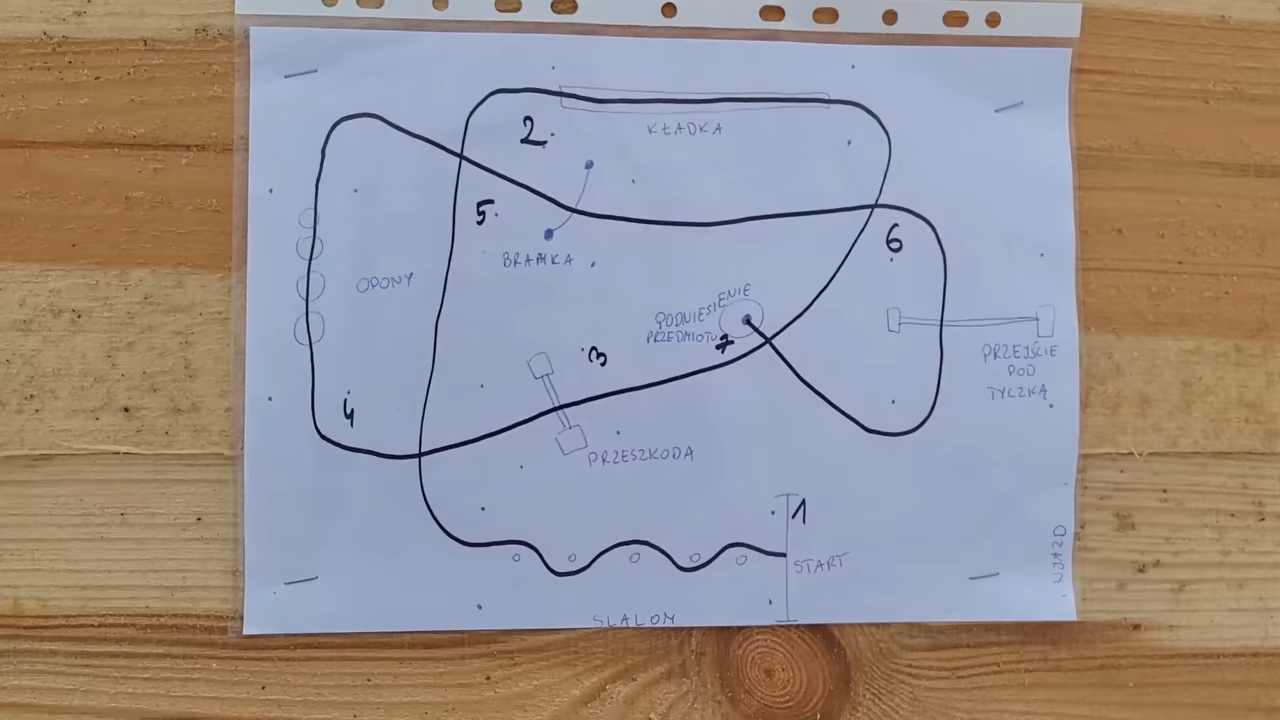 2.
KŁADKA
5.
BRAMKA
6
OPONY
PODNIESIENIE
PRZEDMIOTU
7
3
PRZEJŚCIE
POD
TYCZKĄ
4
PRZESZKODA
1
START
WJAZD
SLALOM